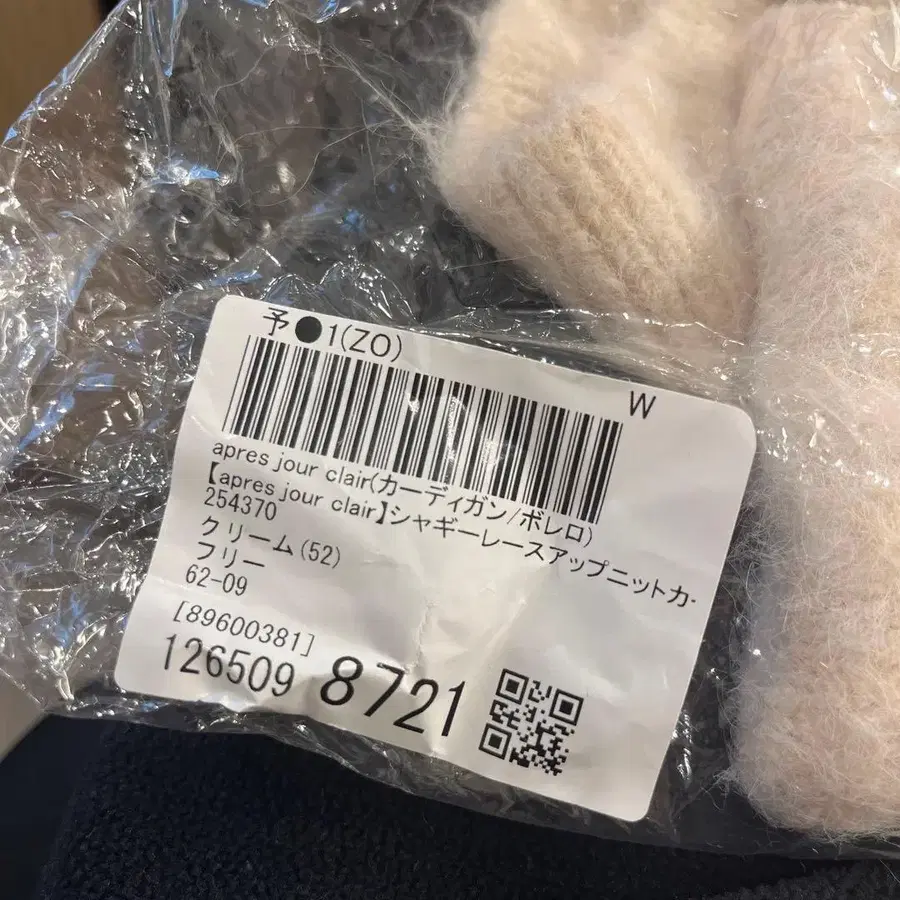 予●1(ZO)
W
apres jour clair(カーディガン/ボレロ)
【apres jour clair】シャギーレースアップニットカ-
254370
クリーム(52)
フリー
62-09
[89600381]
126509 8721